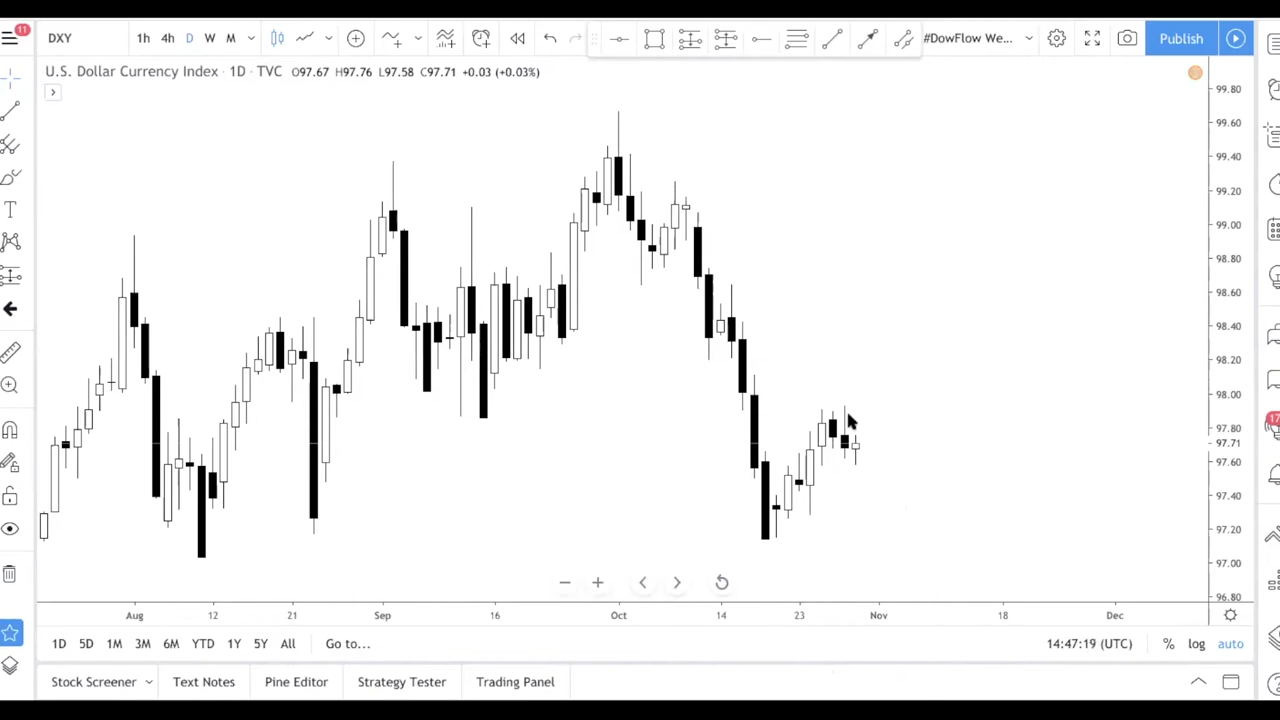 11
DXY
1h 4h D W M
#DowFlow We...
Publish
U.S. Dollar Currency Index · 1D · TVC O97.67 H97.76 L97.58 C97.71 +0.03 (+0.03%)
99.80
99.60
99.40
99.20
99.00
98.80
98.60
98.40
98.20
98.00
97.80
97.71
97.60
97.40
97.20
97.00
96.80
17
Aug 12 21 Sep 16 Oct 14 23 Nov 18 Dec
1D 5D 1M 3M 6M YTD 1Y 5Y All Go to... 14:47:19 (UTC) % log auto
Stock Screener Text Notes Pine Editor Strategy Tester Trading Panel